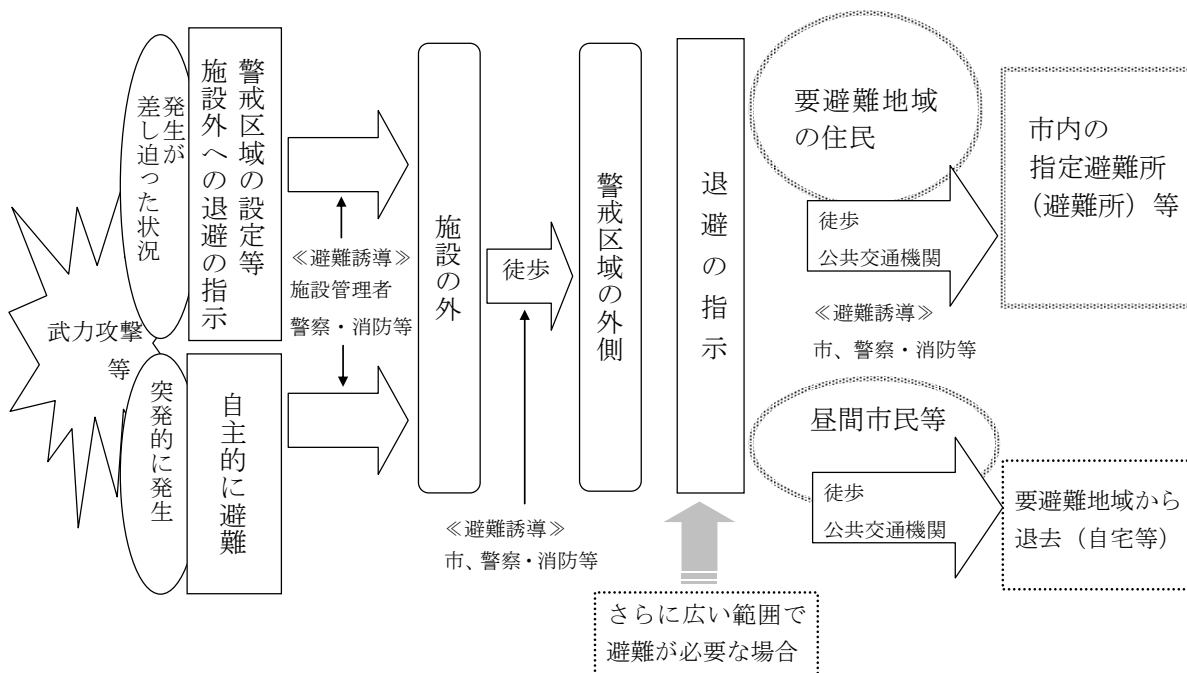 武力攻撃
等
発生が
差し迫った状況
警戒区域の設定等
施設外への退避の指示
突発的に発生
自主的に避難
≪避難誘導≫
施設管理者
警察・消防等
施設の外
徒歩
≪避難誘導≫
市、警察・消防等
警戒区域の外側
退避の指示
さらに広い範囲で
避難が必要な場合
要避難地域
の住民
徒歩
公共交通機関
≪避難誘導≫
市、警察・消防等
市内の
指定避難所
（避難所）等
昼間市民等
徒歩
公共交通機関
要避難地域から
退去（自宅等）